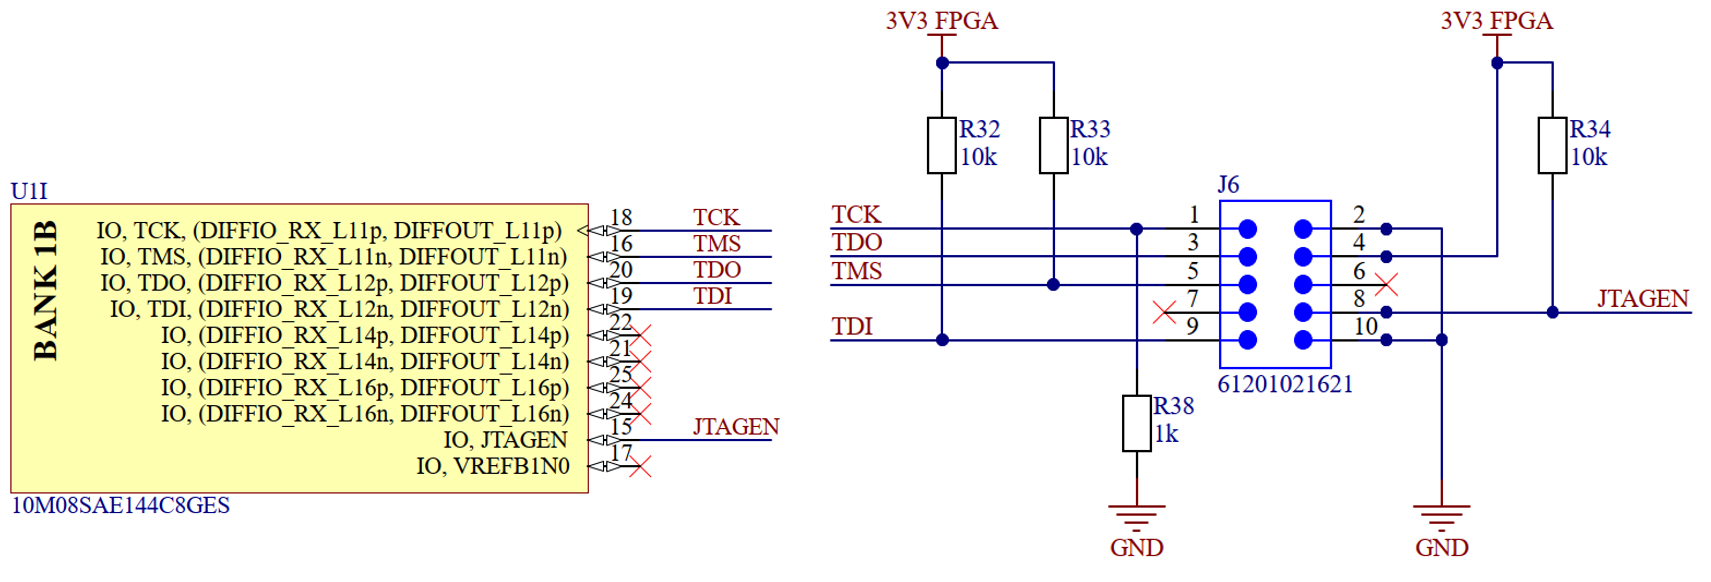 3V3 FPGA
3V3 FPGA
R32
10k
R33
10k
R34
10k
U1I
J6
BANK 1B
IO, TCK, (DIFFIO_RX_L11p, DIFFOUT_L11p) 18 TCK
IO, TMS, (DIFFIO_RX_L11n, DIFFOUT_L11n) 16 TMS
IO, TDO, (DIFFIO_RX_L12p, DIFFOUT_L12p) 20 TDO
IO, TDI, (DIFFIO_RX_L12n, DIFFOUT_L12n) 19 TDI
IO, (DIFFIO_RX_L14p, DIFFOUT_L14p) 22
IO, (DIFFIO_RX_L14n, DIFFOUT_L14n) 21
IO, (DIFFIO_RX_L16p, DIFFOUT_L16p) 25
IO, (DIFFIO_RX_L16n, DIFFOUT_L16n) 24
IO, JTAGEN 15 JTAGEN
IO, VREFB1N0 17
10M08SAE144C8GES
TCK 1 2
TDO 3 4
TMS 5 6
7 8 JTAGEN
TDI 9 10
61201021621
R38
1k
GND
GND